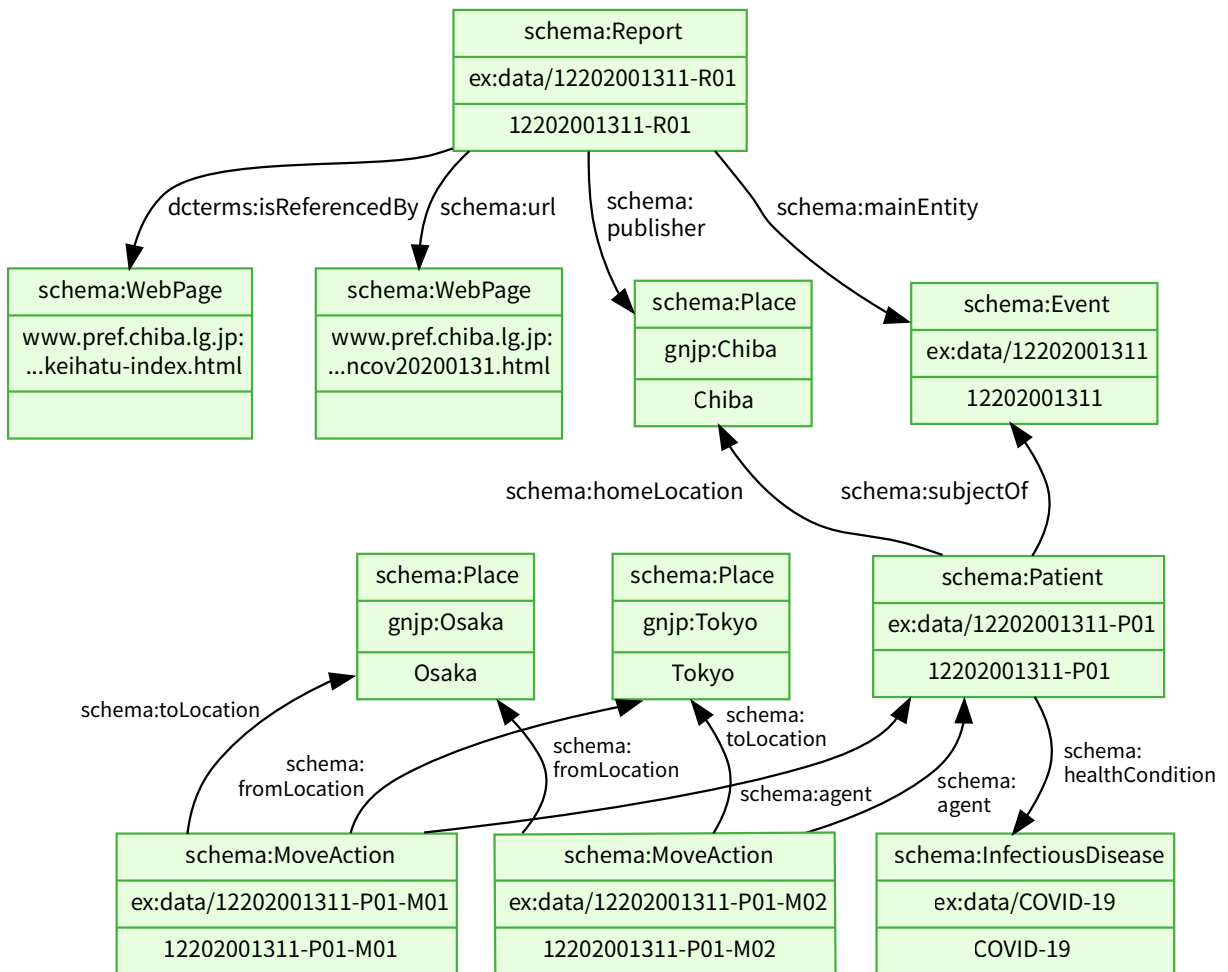 schema:Report
ex:data/12202001311-R01
12202001311-R01
dcterms:isReferencedBy
schema:url
schema:
publisher
schema:mainEntity
schema:WebPage
www.pref.chiba.lg.jp:
...keihatu-index.html
schema:WebPage
www.pref.chiba.lg.jp:
...ncov20200131.html
schema:Place
gnjp:Chiba
Chiba
schema:Event
ex:data/12202001311
12202001311
schema:homeLocation
schema:subjectOf
schema:Place
gnjp:Osaka
Osaka
schema:Place
gnjp:Tokyo
Tokyo
schema:Patient
ex:data/12202001311-P01
12202001311-P01
schema:toLocation
schema:
fromLocation
schema:
fromLocation
schema:
toLocation
schema:agent
schema:
agent
schema:
healthCondition
schema:MoveAction
ex:data/12202001311-P01-M01
12202001311-P01-M01
schema:MoveAction
ex:data/12202001311-P01-M02
12202001311-P01-M02
schema:InfectiousDisease
ex:data/COVID-19
COVID-19